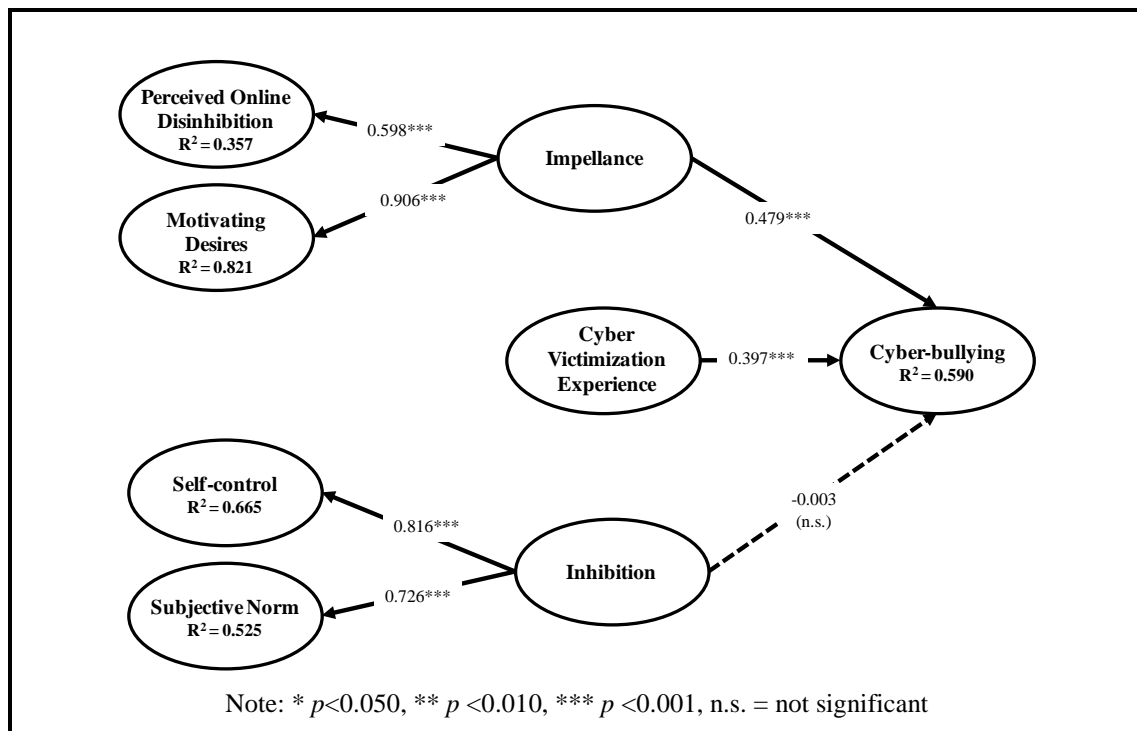 Perceived Online
Disinhibition
R² = 0.357
0.598***
Impellance
0.906***
Motivating
Desires
R² = 0.821
0.479***
Cyber
Victimization
Experience
0.397***
Cyber-bullying
R² = 0.590
Self-control
R² = 0.665
0.816***
-0.003
(n.s.)
Inhibition
0.726***
Subjective Norm
R² = 0.525
Note: * p<0.050, ** p <0.010, *** p <0.001, n.s. = not significant